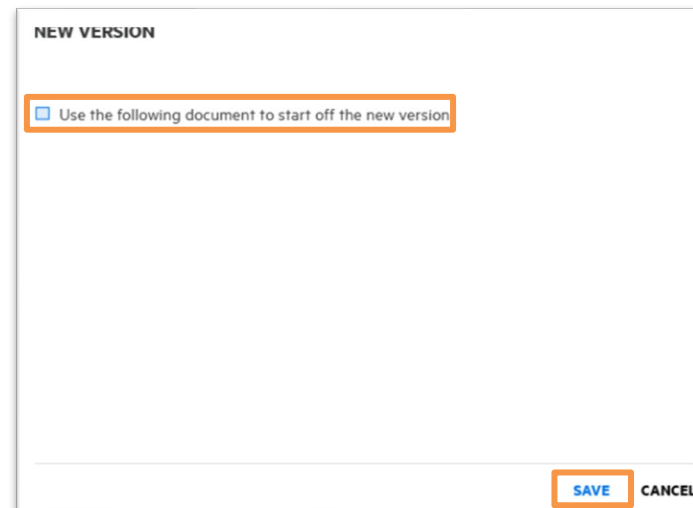 NEW VERSION
Use the following document to start off the new version
SAVE CANCEL